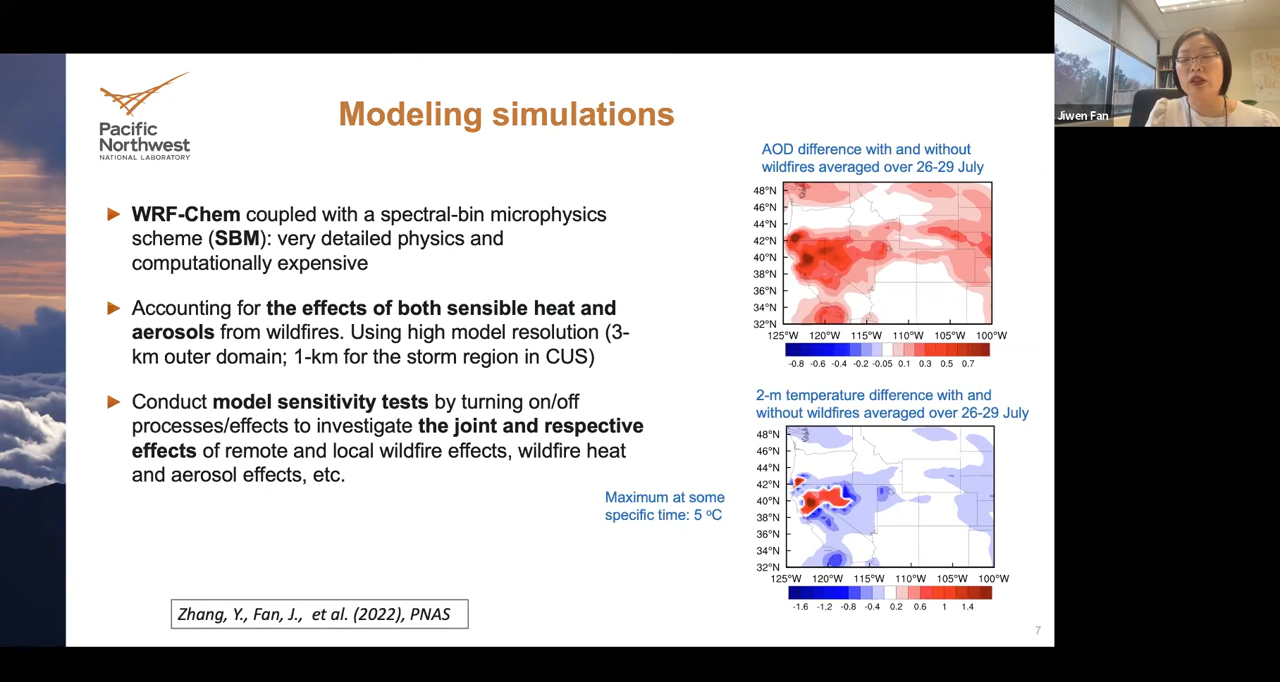 Pacific
Northwest
NATIONAL LABORATORY
Modeling simulations
WRF-Chem coupled with a spectral-bin microphysics
scheme (SBM): very detailed physics and
computationally expensive
Accounting for the effects of both sensible heat and
aerosols from wildfires. Using high model resolution (3-
km outer domain; 1-km for the storm region in CUS)
Conduct model sensitivity tests by turning on/off
processes/effects to investigate the joint and respective
effects of remote and local wildfire effects, wildfire heat
and aerosol effects, etc.
Maximum at some
specific time: 5 ºC
Zhang, Y., Fan, J., et al. (2022), PNAS
AOD difference with and without
wildfires averaged over 26-29 July
48°N
46°N
44°N
42°N
40°N
38°N
36°N
34°N
32°N
125°W 120°W 115°W 110°W 105°W 100°W
-0.8 -0.6 -0.4 -0.2 -0.05 0.1 0.3 0.5 0.7
2-m temperature difference with and
without wildfires averaged over 26-29 July
48°N
46°N
44°N
42°N
40°N
38°N
36°N
34°N
32°N
125°W 120°W 115°W 110°W 105°W 100°W
-1.6 -1.2 -0.8 -0.4 0.2 0.6 1 1.4
7
Jiwen Fan